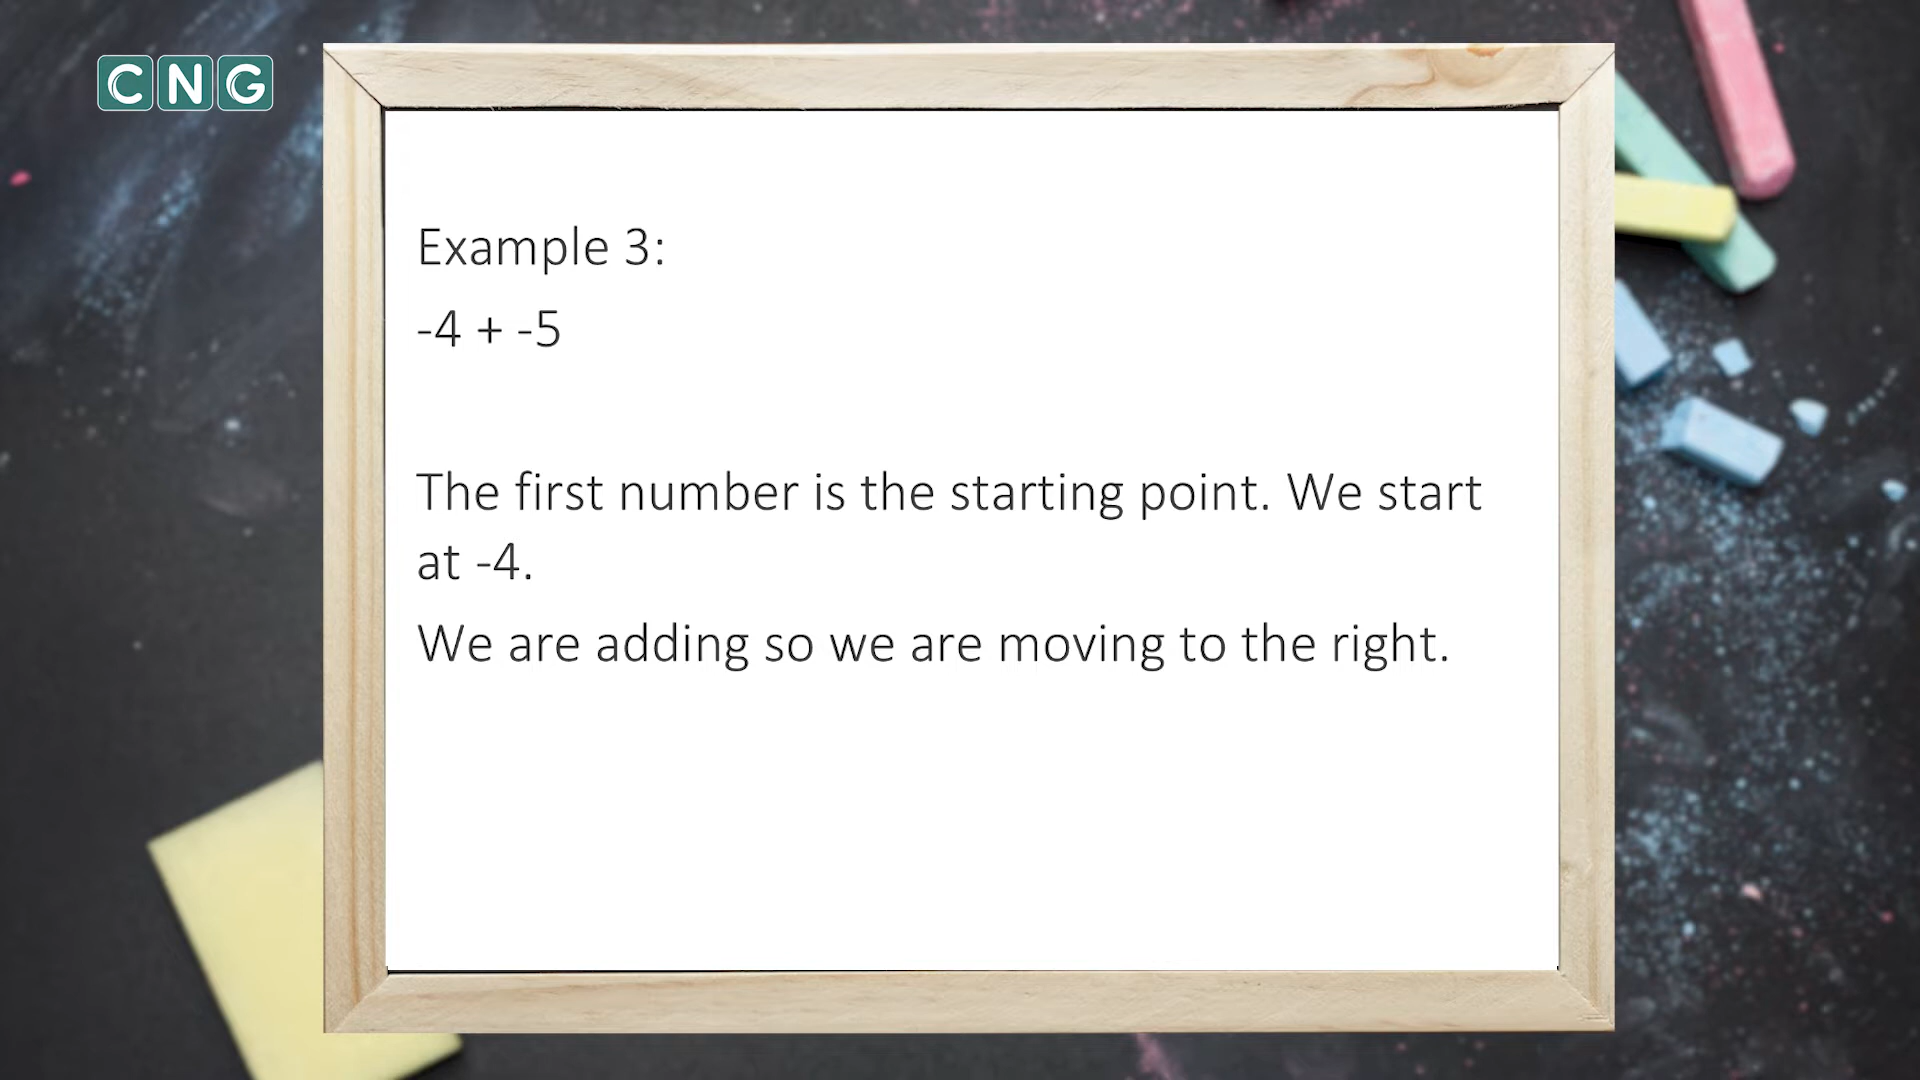 CNG
Example 3:
-4 + -5
The first number is the starting point. We start
at -4.
We are adding so we are moving to the right.